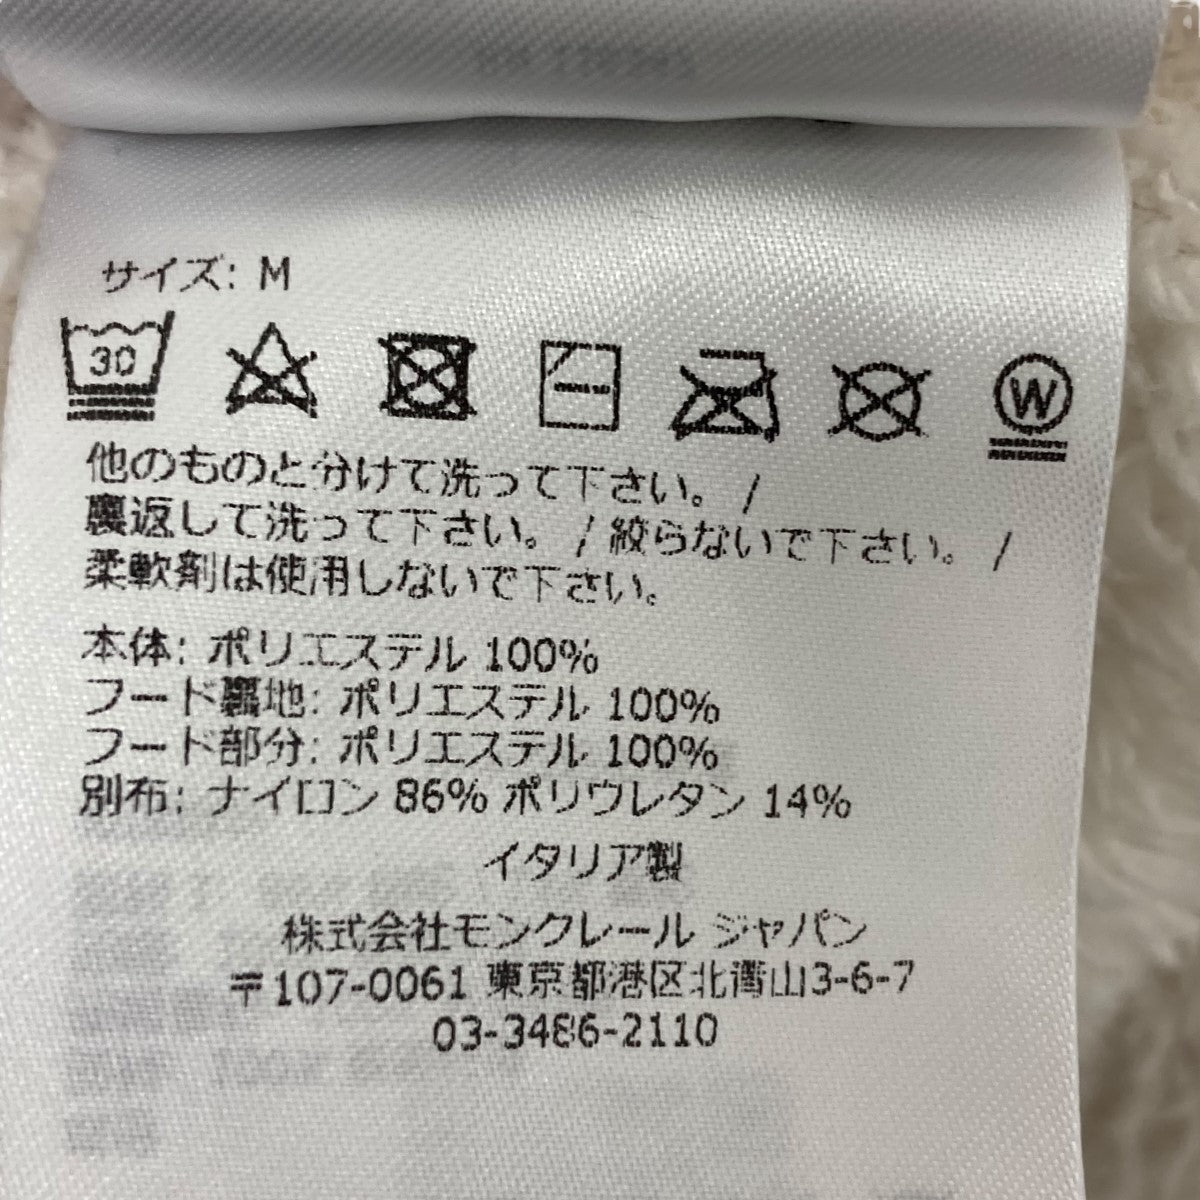 サイズ: M
30
W
他のものと分けて洗って下さい。 /
裏返して洗って下さい。 / 絞らないで下さい。 /
柔軟剤は使用しないで下さい。
本体: ポリエステル 100%
フード裏地: ポリエステル 100%
フード部分: ポリエステル 100%
別布: ナイロン 86% ポリウレタン 14%
イタリア製
株式会社モンクレール ジャパン
〒107-0061 東京都港区北青山3-6-7
03-3486-2110